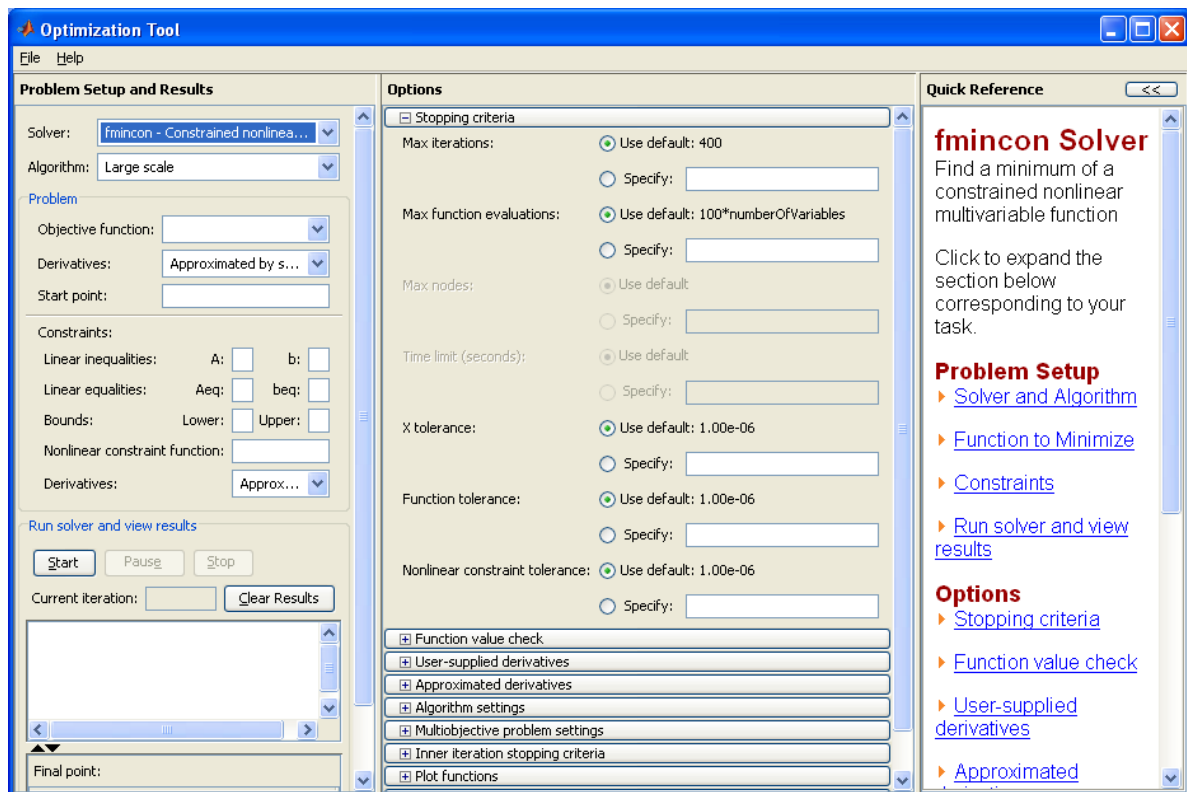 Optimization Tool
File Help
Problem Setup and Results
Solver: fmincon - Constrained nonlinea...
Algorithm: Large scale
Problem
Objective function:
Derivatives: Approximated by s...
Start point:
Constraints:
Linear inequalities: A: b:
Linear equalities: Aeq: beq:
Bounds: Lower: Upper:
Nonlinear constraint function:
Derivatives: Approx...
Run solver and view results
Start Pause Stop
Current iteration: Clear Results
Final point:
Options
Stopping criteria
Max iterations: Use default: 400
Specify:
Max function evaluations: Use default: 100*numberOfVariables
Specify:
Max nodes: Use default
Specify:
Time limit (seconds): Use default
Specify:
X tolerance: Use default: 1.00e-06
Specify:
Function tolerance: Use default: 1.00e-06
Specify:
Nonlinear constraint tolerance: Use default: 1.00e-06
Specify:
Function value check
User-supplied derivatives
Approximated derivatives
Algorithm settings
Multiobjective problem settings
Inner iteration stopping criteria
Plot functions
Quick Reference <<
fmincon Solver
Find a minimum of a
constrained nonlinear
multivariable function
Click to expand the
section below
corresponding to your
task.
Problem Setup
Solver and Algorithm
Function to Minimize
Constraints
Run solver and view
results
Options
Stopping criteria
Function value check
User-supplied
derivatives
Approximated